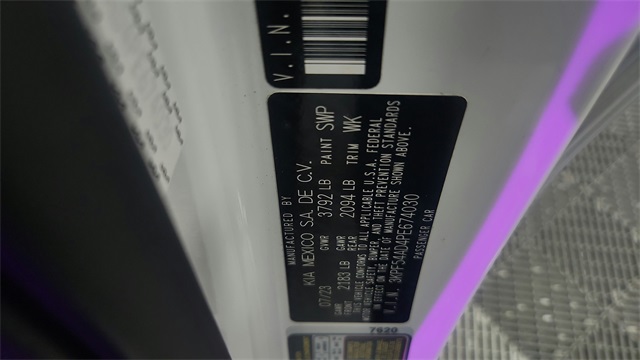 V.I.N.
MANUFACTURED BY
KIA MEXICO S.A. DE C.V.
07/23 GVWR 3792 LB PAINT SWP
GAWR FRONT 2183 LB GAWR REAR 2094 LB TRIM WK
THIS VEHICLE CONFORMS TO ALL APPLICABLE U.S.A. FEDERAL
MOTOR VEHICLE SAFETY, BUMPER, AND THEFT PREVENTION STANDARDS
IN EFFECT ON THE DATE OF MANUFACTURE SHOWN ABOVE.
V.I.N. 3KPF54AD4PE674030
PASSENGER CAR
7620